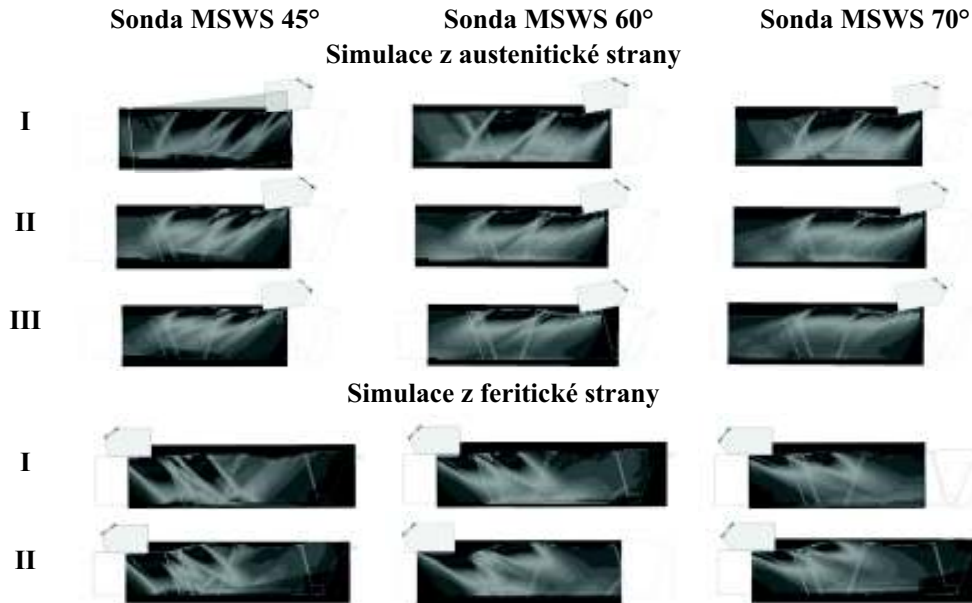 Sonda MSWS 45° Sonda MSWS 60° Sonda MSWS 70°
Simulace z austenitické strany
I
II
III
Simulace z feritické strany
I
II